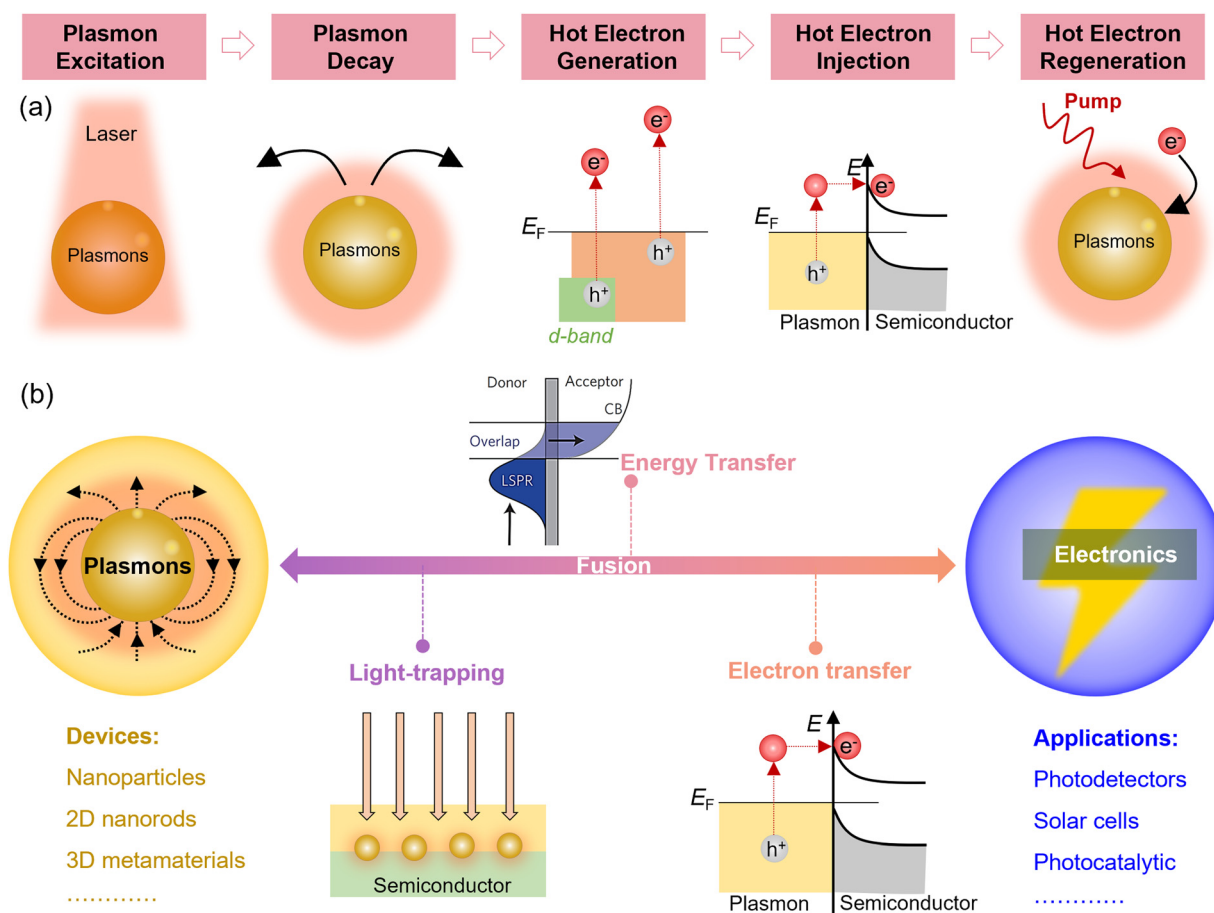 Plasmon
Excitation
Plasmon
Decay
Hot Electron
Generation
Hot Electron
Injection
Hot Electron
Regeneration
(a)
Laser
Plasmons
Plasmons
e-
e-
EF
h+
h+
d-band
E
e-
EF
h+
Plasmon
Semiconductor
Pump
e-
Plasmons
(b)
Donor
Acceptor
CB
Overlap
LSPR
Energy Transfer
Plasmons
Fusion
Electronics
Light-trapping
Electron transfer
Devices:
Nanoparticles
2D nanorods
3D metamaterials
............
Semiconductor
E
e-
EF
h+
Plasmon
Semiconductor
Applications:
Photodetectors
Solar cells
Photocatalytic
............